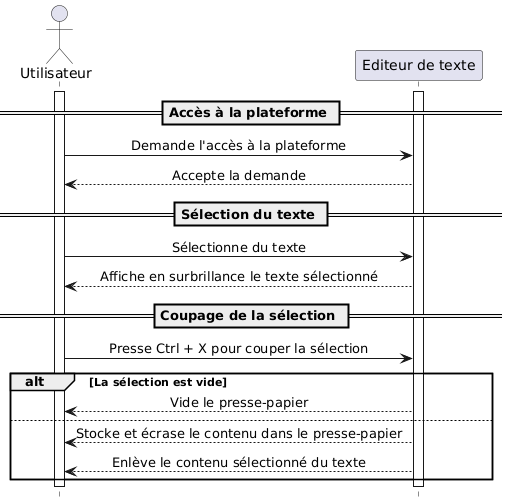 Utilisateur
Editeur de texte
Accès à la plateforme
Demande l'accès à la plateforme
Accepte la demande
Sélection du texte
Sélectionne du texte
Affiche en surbrillance le texte sélectionné
Coupage de la sélection
Presse Ctrl + X pour couper la sélection
alt [La sélection est vide]
Vide le presse-papier
Stocke et écrase le contenu dans le presse-papier
Enlève le contenu sélectionné du texte